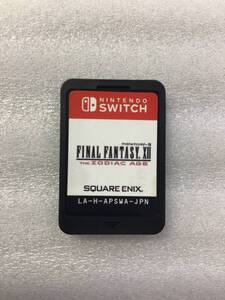 NINTENDO
SWITCH
FINAL FANTASY XII
THE ZODIAC AGE
SQUARE ENIX.
LA-H-APSWA-JPN